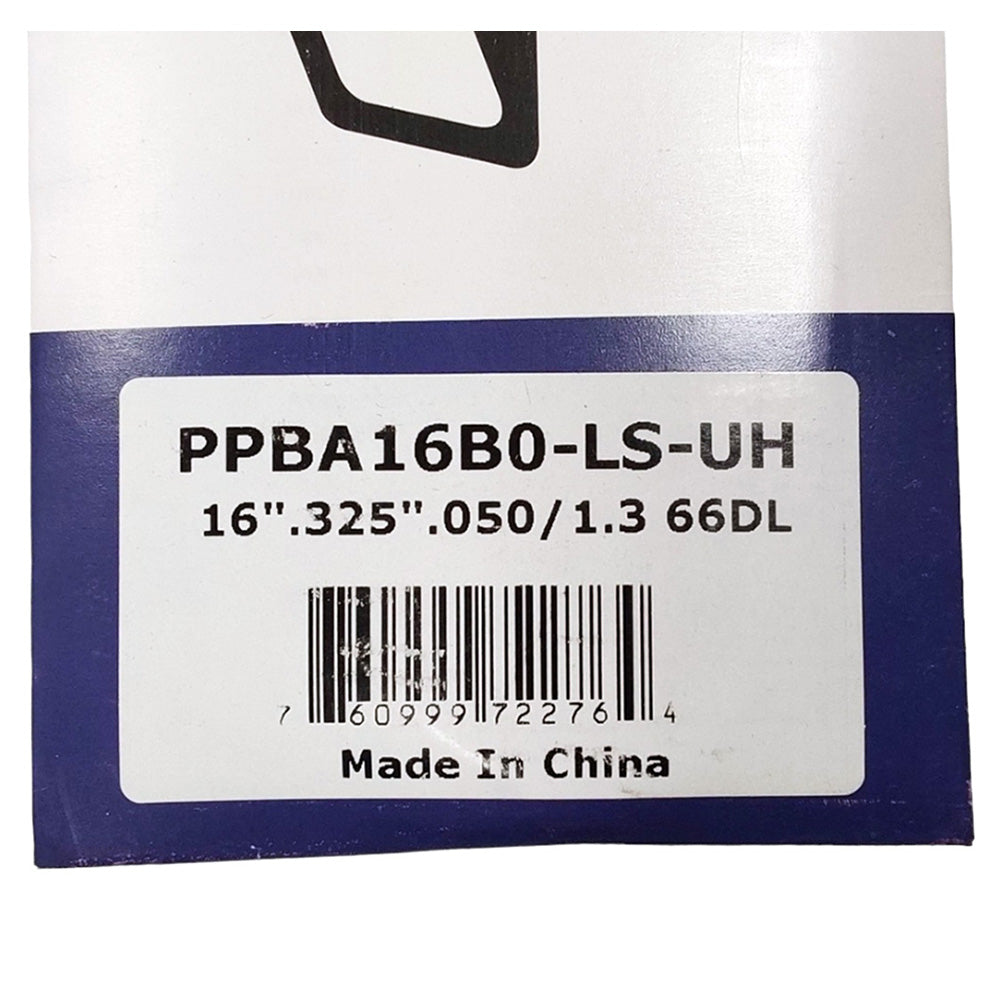 PPBA16B0-LS-UH
16".325".050/1.3 66DL
7 60999 72276 4
Made In China